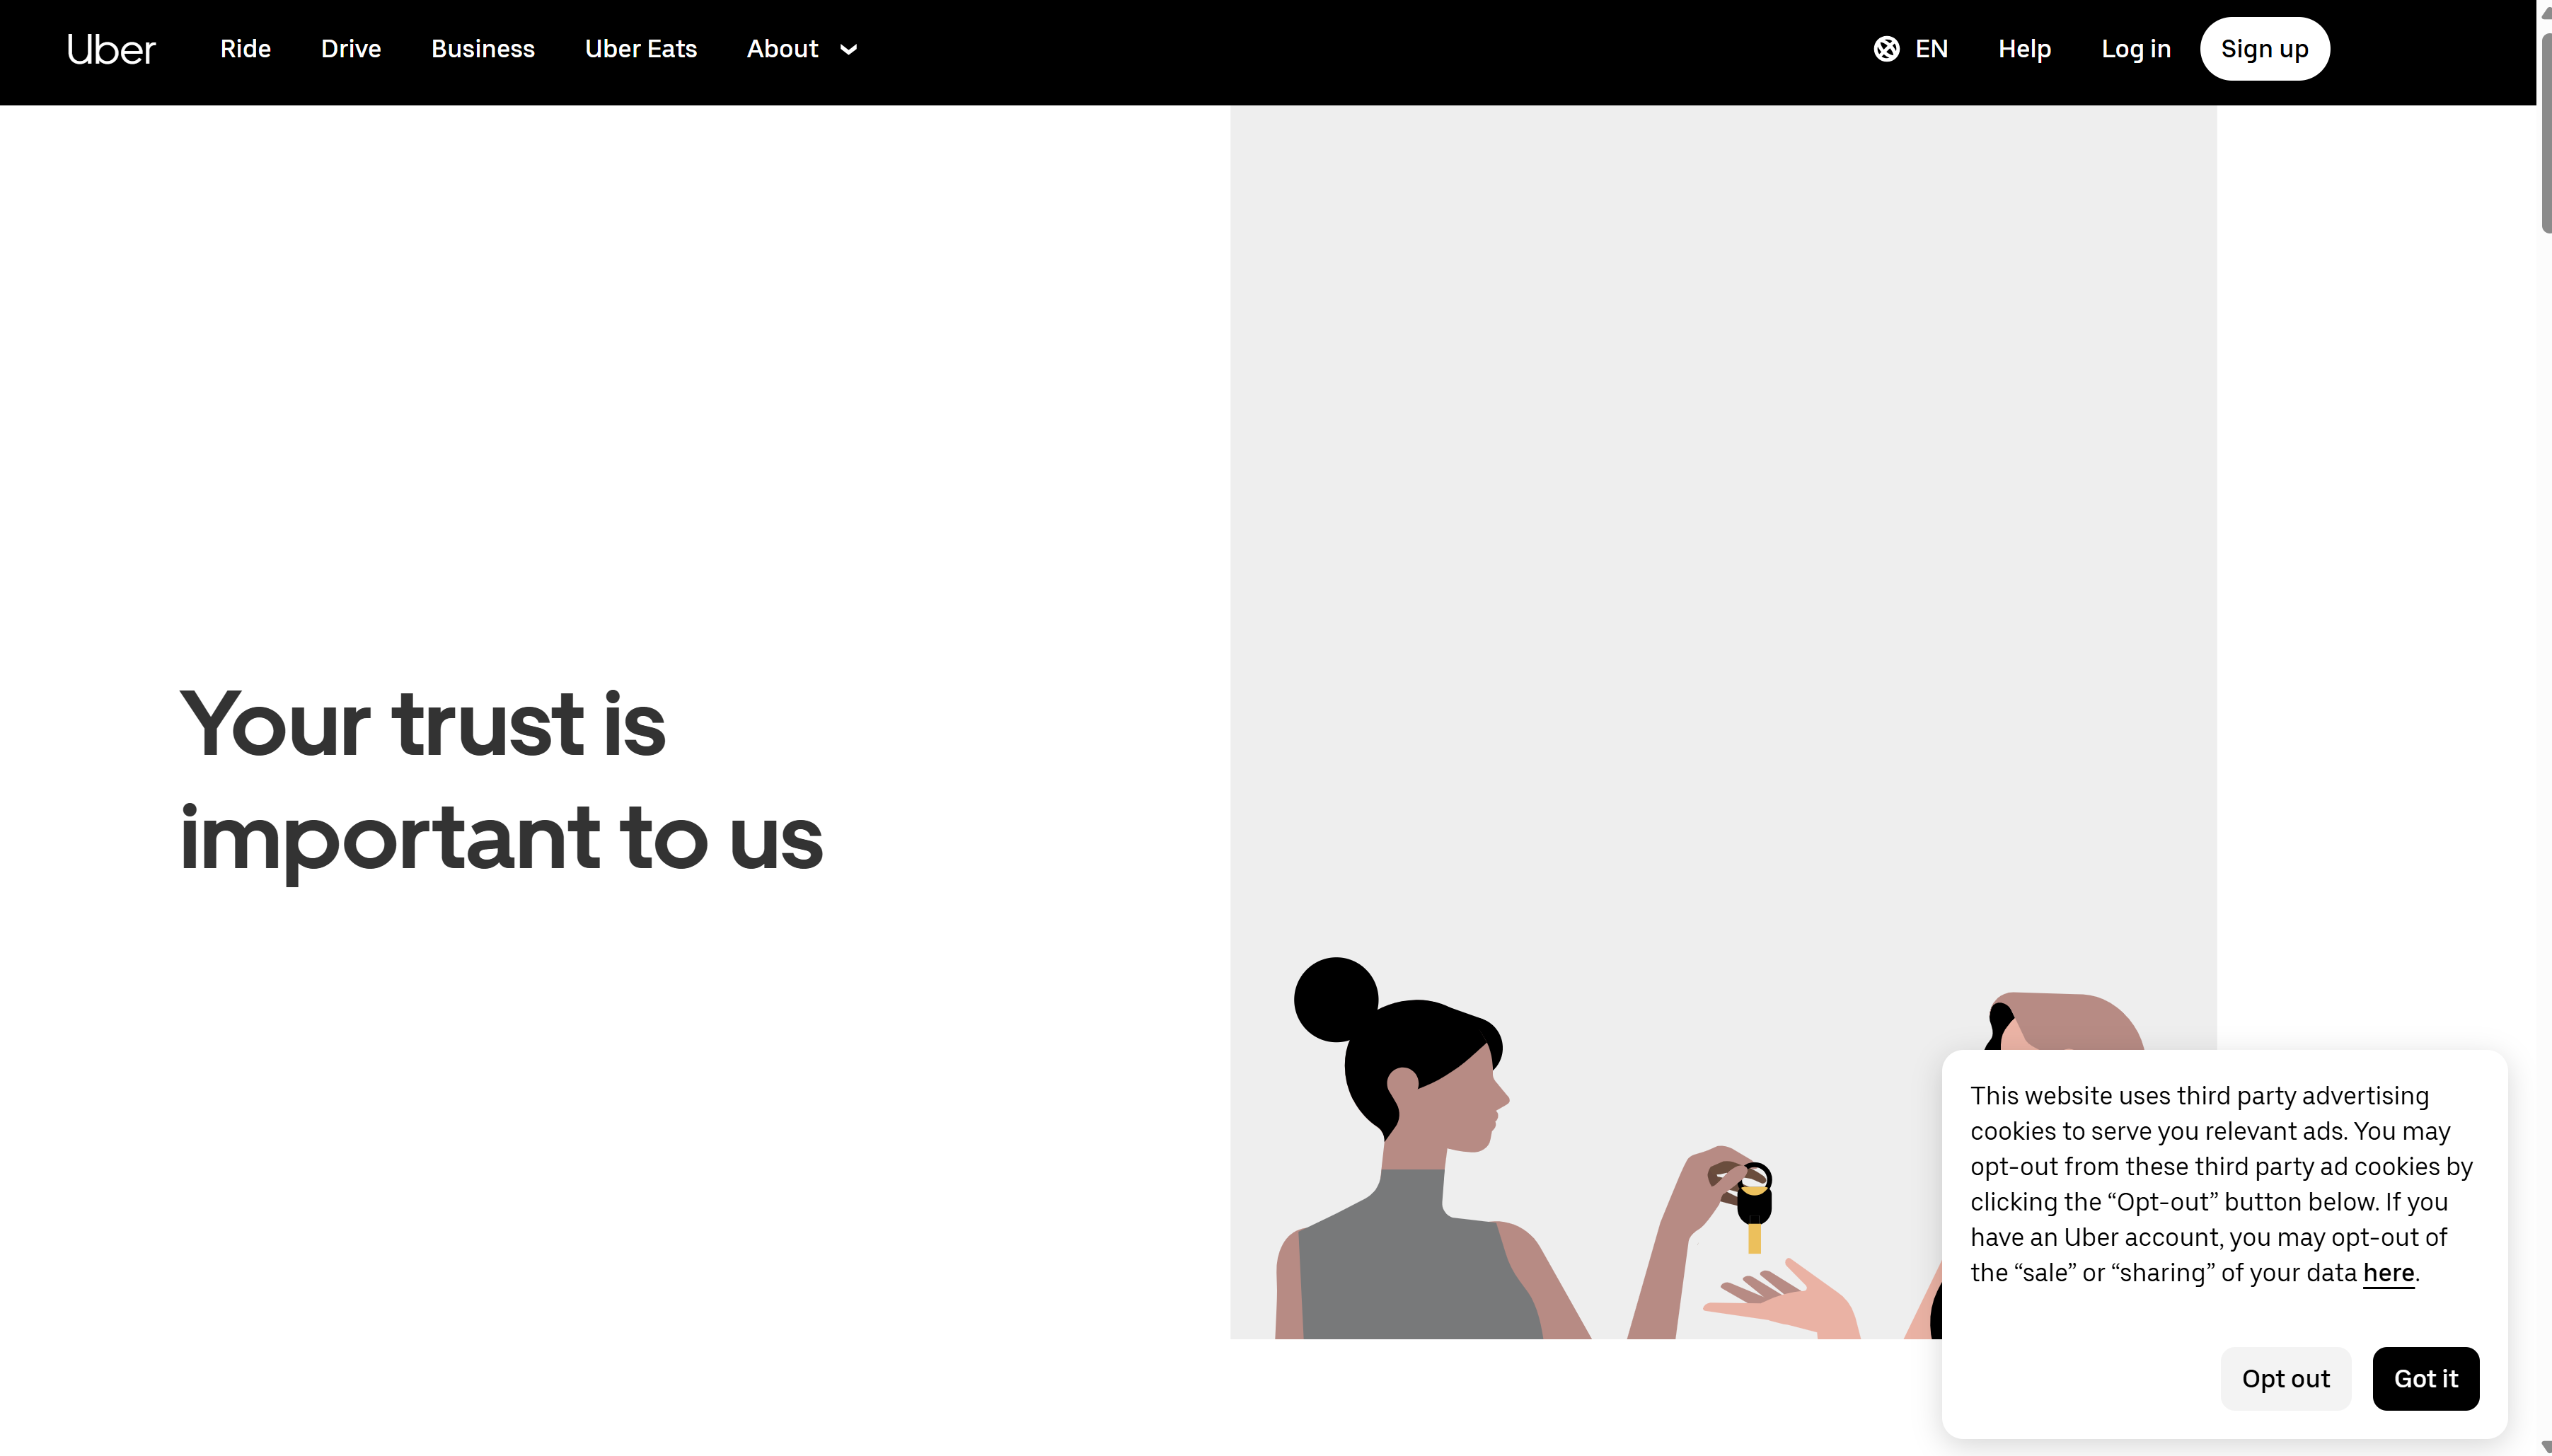 Uber Ride Drive Business Uber Eats About EN Help Log in Sign up
Your trust is
important to us
This website uses third party advertising
cookies to serve you relevant ads. You may
opt-out from these third party ad cookies by
clicking the “Opt-out” button below. If you
have an Uber account, you may opt-out of
the “sale” or “sharing” of your data here.
Opt out Got it